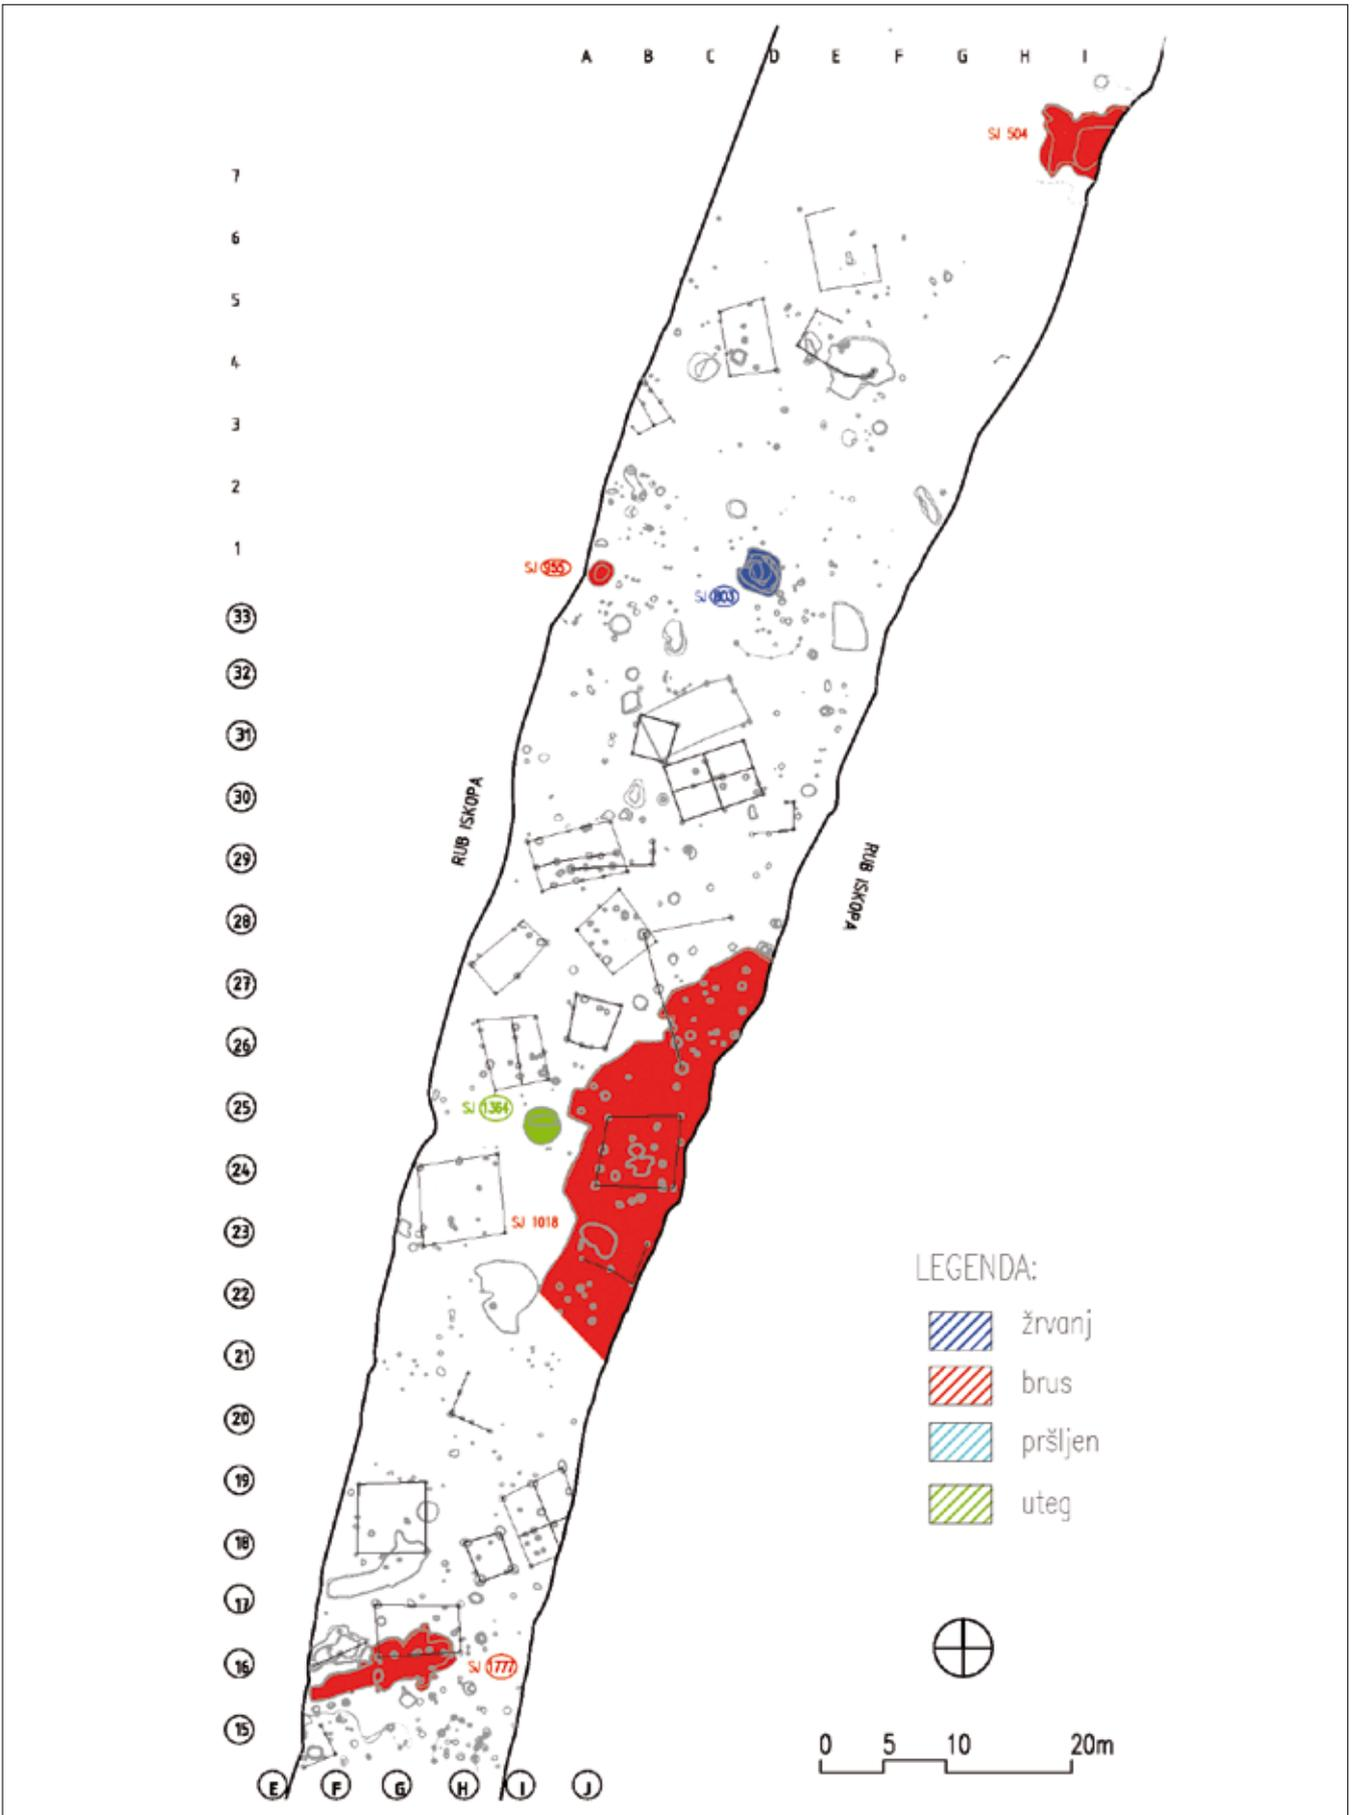 A B C D E F G H I
SJ 504
7
6
5
4
3
2
1
SJ 955
SJ 803
33
32
31
30
RUB ISKOPA
29
RUB ISKOPA
28
27
26
25
SJ 1364
24
23
SJ 1018
22
21
20
19
18
17
16
SJ 1777
15
E F G H I J
LEGENDA:
žrvanj
brus
pršljen
uteg
0 5 10 20m